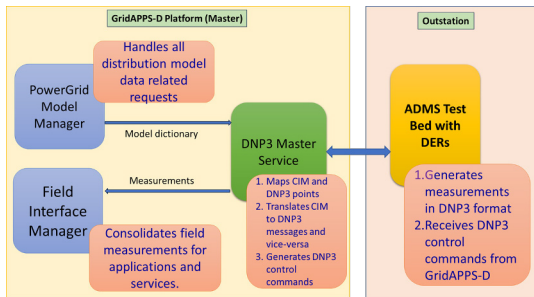 GridAPPS-D Platform (Master)
Handles all
distribution model
data related
requests
PowerGrid
Model
Manager
Model dictionary
DNP3 Master
Service
Measurements
Field
Interface
Manager
Consolidates field
measurements for
applications and
services.
1. Maps CIM and
DNP3 points
2. Translates CIM
to DNP3
messages and
vice-versa
3. Generates DNP3
control
commands
Outstation
ADMS Test
Bed with
DERs
1.Generates
measurements
in DNP3 format
2.Receives DNP3
control
commands from
GridAPPS-D